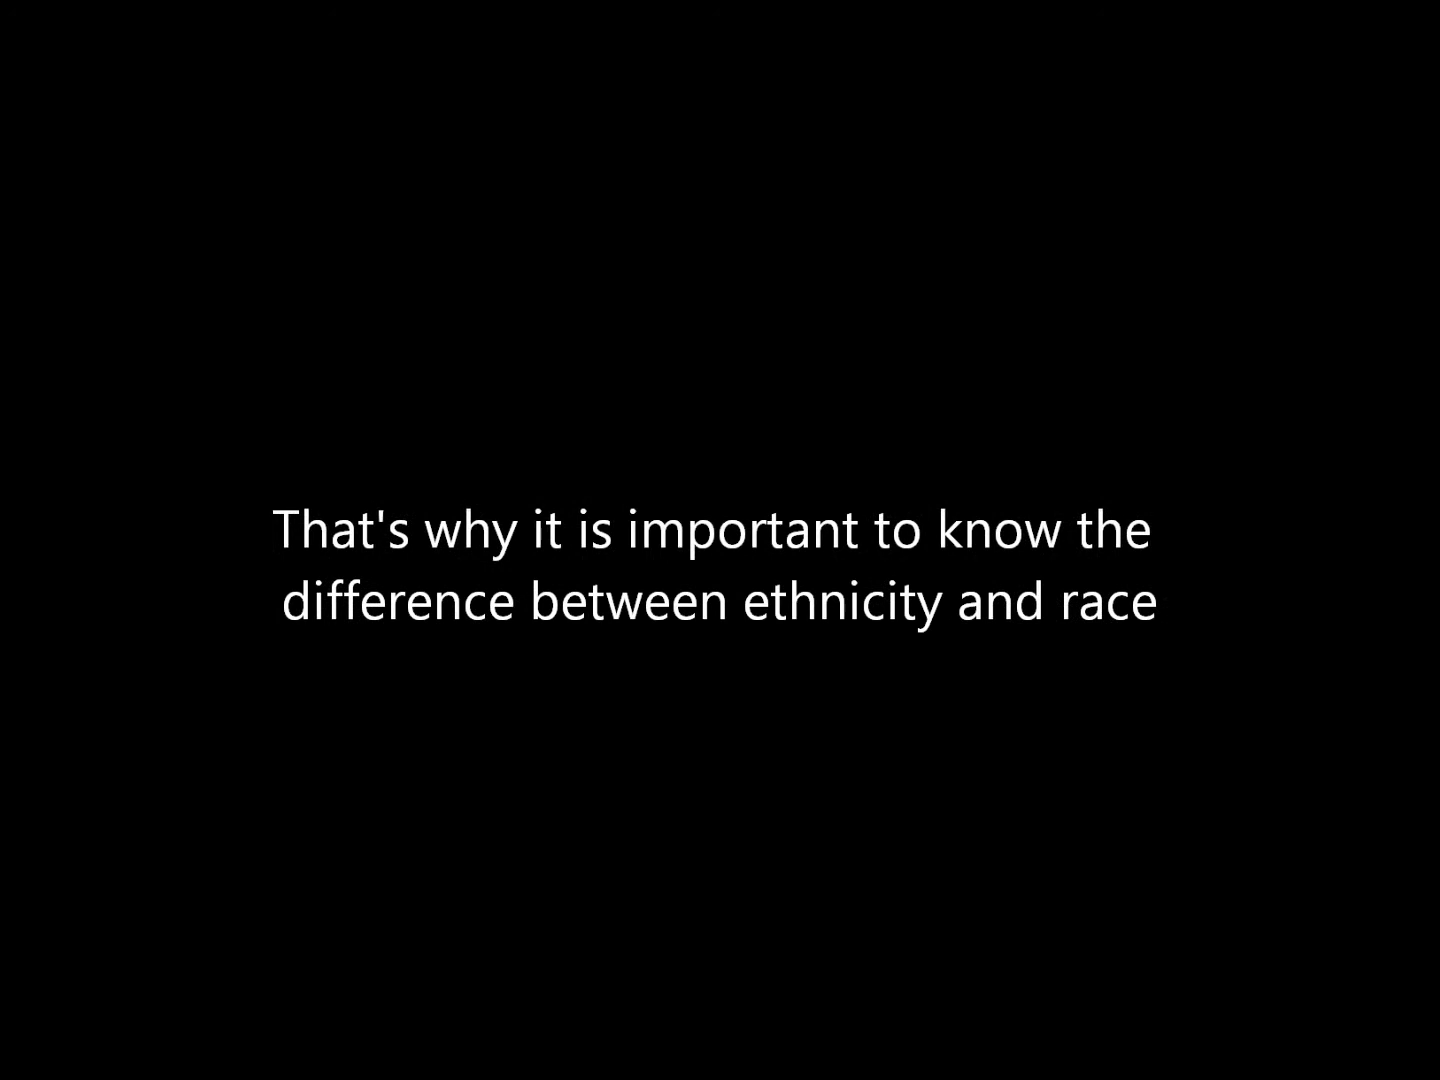 That's why it is important to know the
difference between ethnicity and race